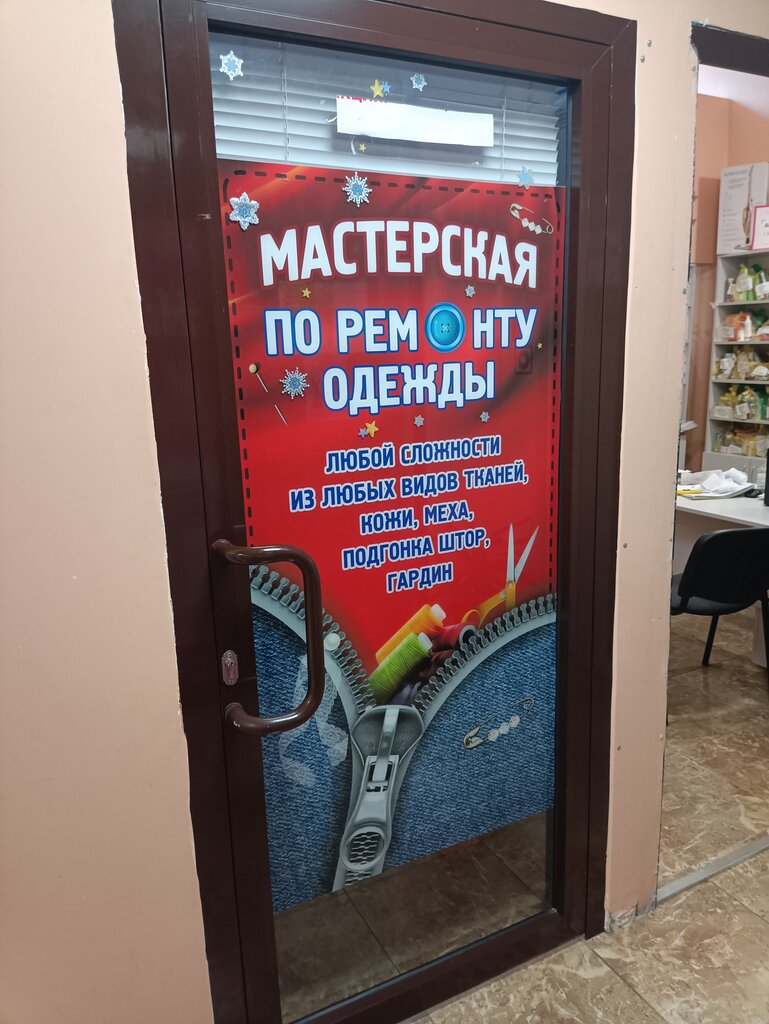 МАСТЕРСКАЯ
ПО РЕМОНТУ
ОДЕЖДЫ
ЛЮБОЙ СЛОЖНОСТИ
ИЗ ЛЮБЫХ ВИДОВ ТКАНЕЙ,
КОЖИ, МЕХА,
ПОДГОНКА ШТОР,
ГАРДИН